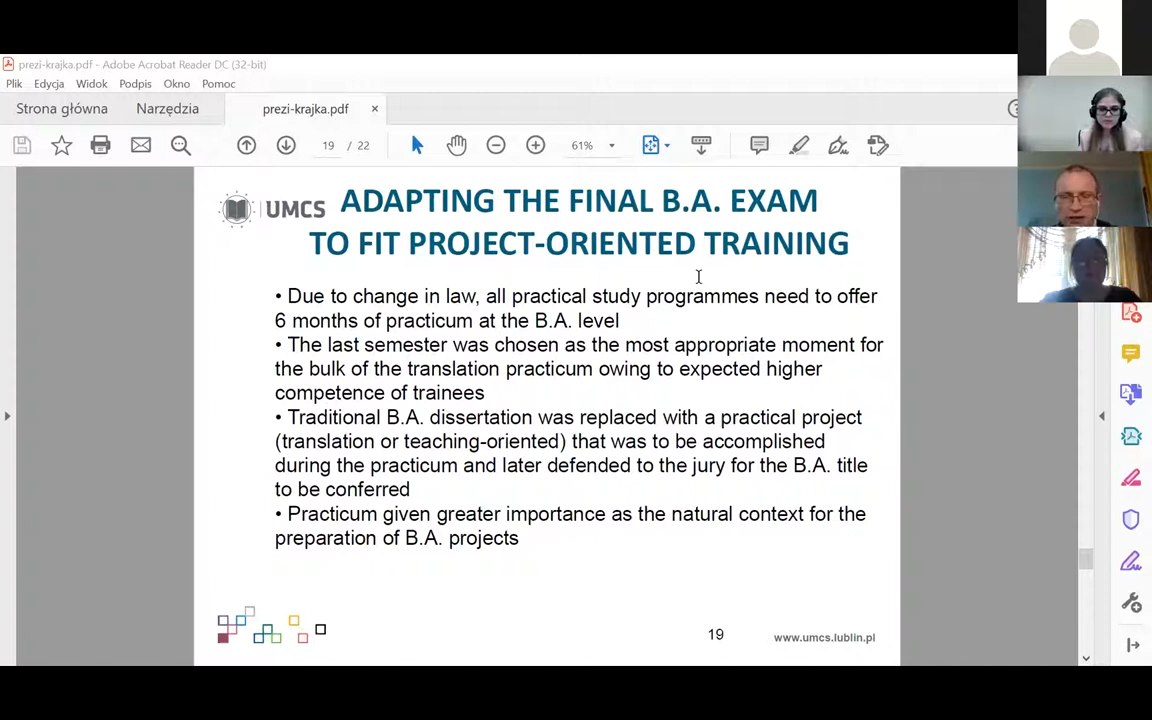 prezi-krajka.pdf - Adobe Acrobat Reader DC (32-bit)
Plik Edycja Widok Podpis Okno Pomoc
Strona główna Narzędzia prezi-krajka.pdf ×
19 / 22 61%
UMCS ADAPTING THE FINAL B.A. EXAM
TO FIT PROJECT-ORIENTED TRAINING
• Due to change in law, all practical study programmes need to offer
6 months of practicum at the B.A. level
• The last semester was chosen as the most appropriate moment for
the bulk of the translation practicum owing to expected higher
competence of trainees
• Traditional B.A. dissertation was replaced with a practical project
(translation or teaching-oriented) that was to be accomplished
during the practicum and later defended to the jury for the B.A. title
to be conferred
• Practicum given greater importance as the natural context for the
preparation of B.A. projects
19 www.umcs.lublin.pl